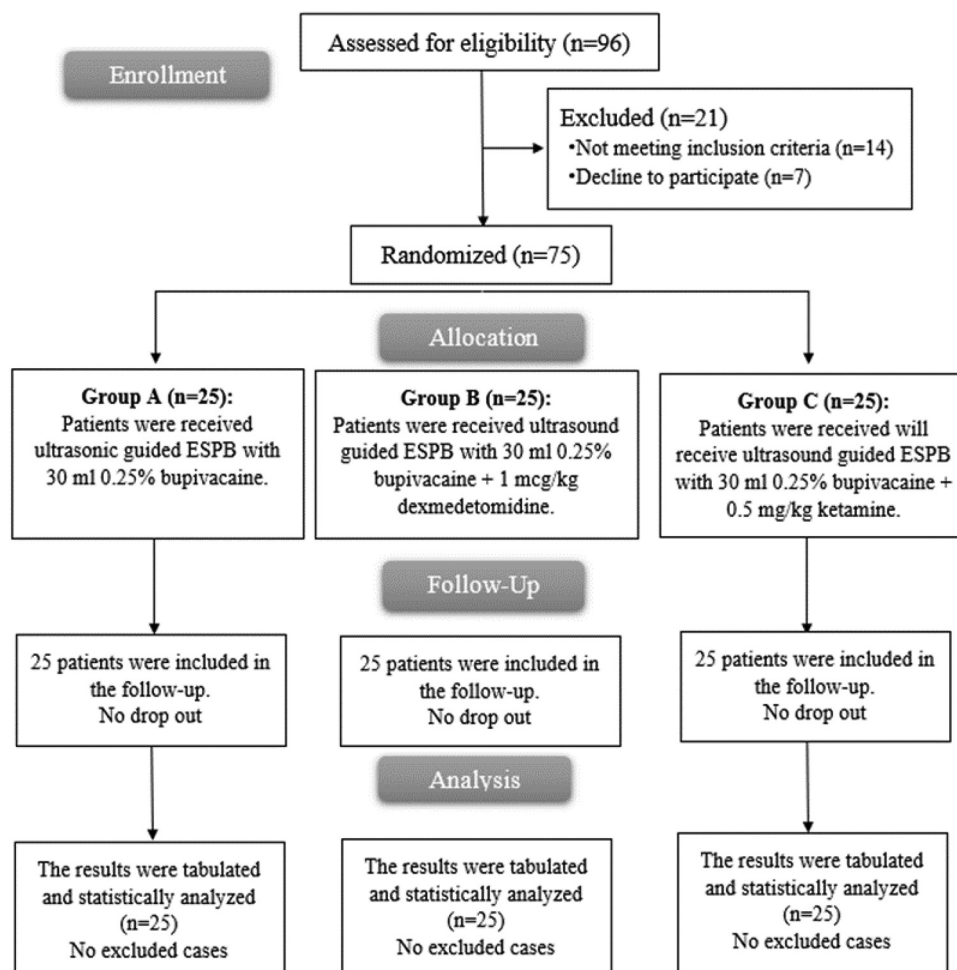 Assessed for eligibility (n=96)
Enrollment
Excluded (n=21)
•Not meeting inclusion criteria (n=14)
•Decline to participate (n=7)
Randomized (n=75)
Allocation
Group A (n=25):
Patients were received
ultrasonic guided ESPB with
30 ml 0.25% bupivacaine.
Group B (n=25):
Patients were received ultrasound
guided ESPB with 30 ml 0.25%
bupivacaine + 1 mcg/kg
dexmedetomidine.
Group C (n=25):
Patients were received will
receive ultrasound guided ESPB
with 30 ml 0.25% bupivacaine +
0.5 mg/kg ketamine.
Follow-Up
25 patients were included in
the follow-up.
No drop out
25 patients were included in
the follow-up.
No drop out
25 patients were included in
the follow-up.
No drop out
Analysis
The results were tabulated
and statistically analyzed
(n=25)
No excluded cases
The results were tabulated
and statistically analyzed
(n=25)
No excluded cases
The results were tabulated
and statistically analyzed
(n=25)
No excluded cases